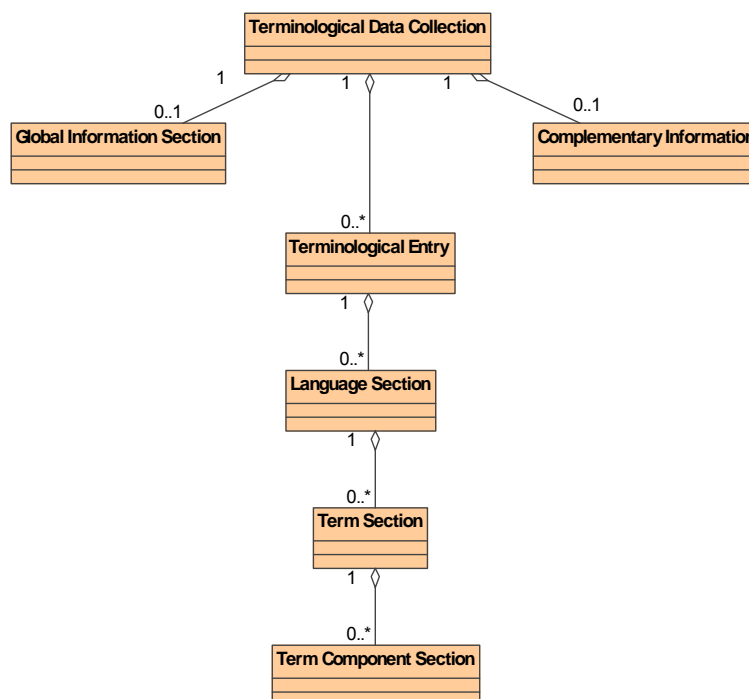 Terminological Data Collection
1
1
1
0..1
0..1
Global Information Section
Complementary Information
0..*
Terminological Entry
1
0..*
Language Section
1
0..*
Term Section
1
0..*
Term Component Section